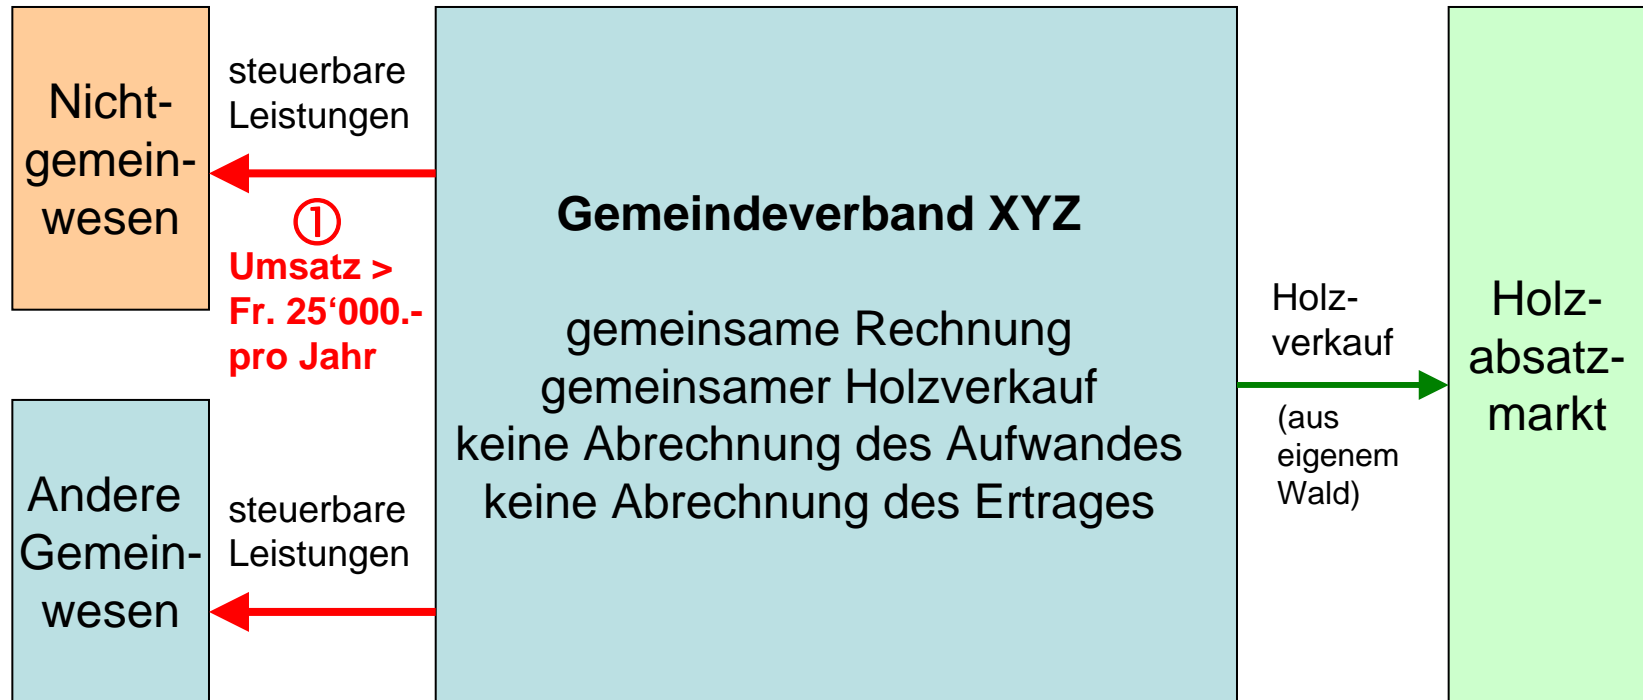 Nicht-
gemein-
wesen
steuerbare
Leistungen
①
Umsatz >
Fr. 25‘000.-
pro Jahr
Andere
Gemein-
wesen
steuerbare
Leistungen
Gemeindeverband XYZ
gemeinsame Rechnung
gemeinsamer Holzverkauf
keine Abrechnung des Aufwandes
keine Abrechnung des Ertrages
Holz-
verkauf
(aus
eigenem
Wald)
Holz-
absatz-
markt